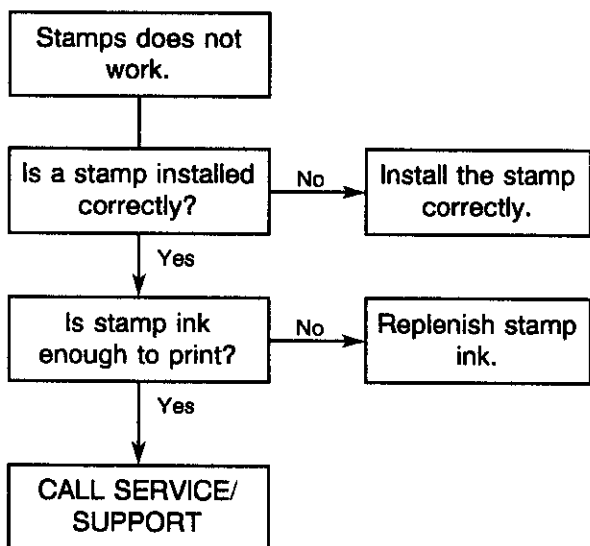 Stamps does not
work.
Is a stamp installed
correctly?
No
Install the stamp
correctly.
Yes
Is stamp ink
enough to print?
No
Replenish stamp
ink.
Yes
CALL SERVICE/
SUPPORT